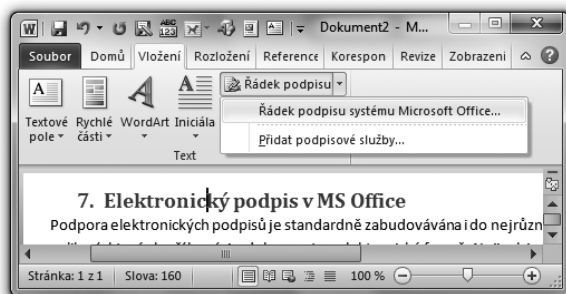 Dokument2 - M...
Soubor Domů Vložení Rozložení Reference Korespon Revize Zobrazení
A A A Řádek podpisu
Textové pole Rychlé části WordArt Iniciála
Řádek podpisu systému Microsoft Office...
Přidat podpisové služby...
Text
7. Elektronický podpis v MS Office
Podpora elektronických podpisů je standardně zabudovávána i do nejrůzn
Stránka: 1 z 1 Slova: 160 100 %